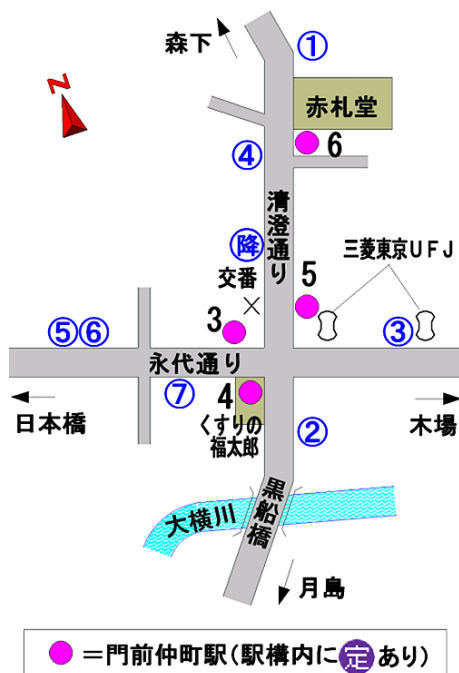 森下
①
N
赤札堂
6
④
清澄通り
降
三菱東京UFJ
交番
5
3
⑤⑥
③
永代通り
⑦
4
日本橋
木場
くすりの
福太郎
②
黒船橋
大横川
月島
=門前仲町駅(駅構内に定あり)